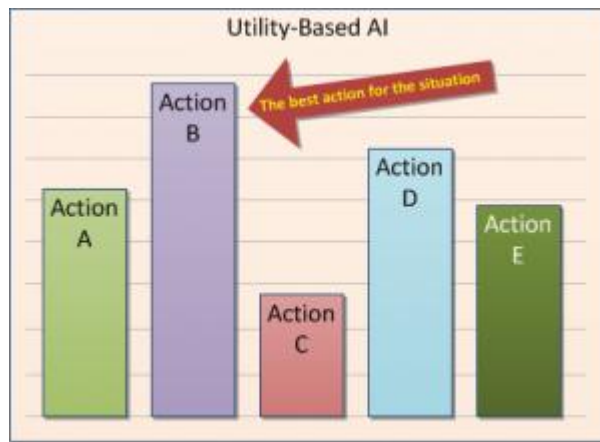 Utility-Based AI
The best action for the situation
Action
A
Action
B
Action
C
Action
D
Action
E